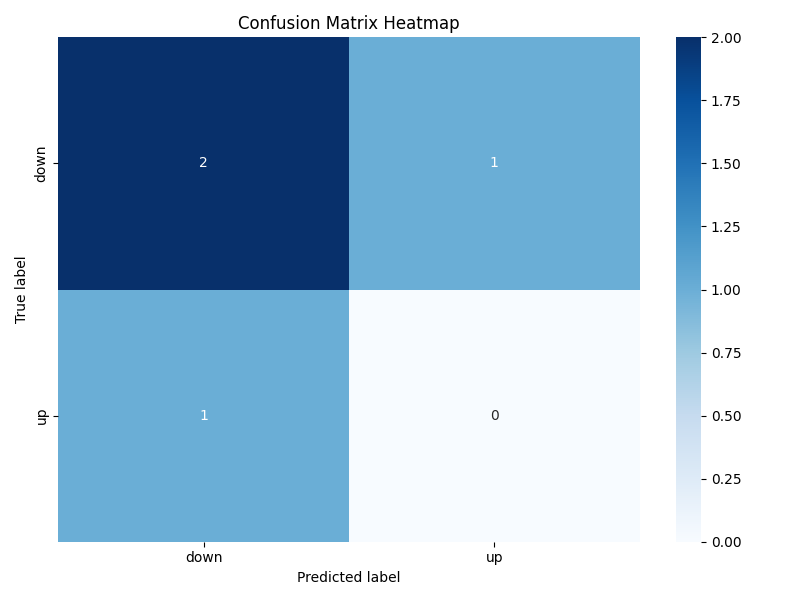 Confusion Matrix Heatmap
True label
down
up
2
1
1
0
down
up
Predicted label
2.00
1.75
1.50
1.25
1.00
0.75
0.50
0.25
0.00